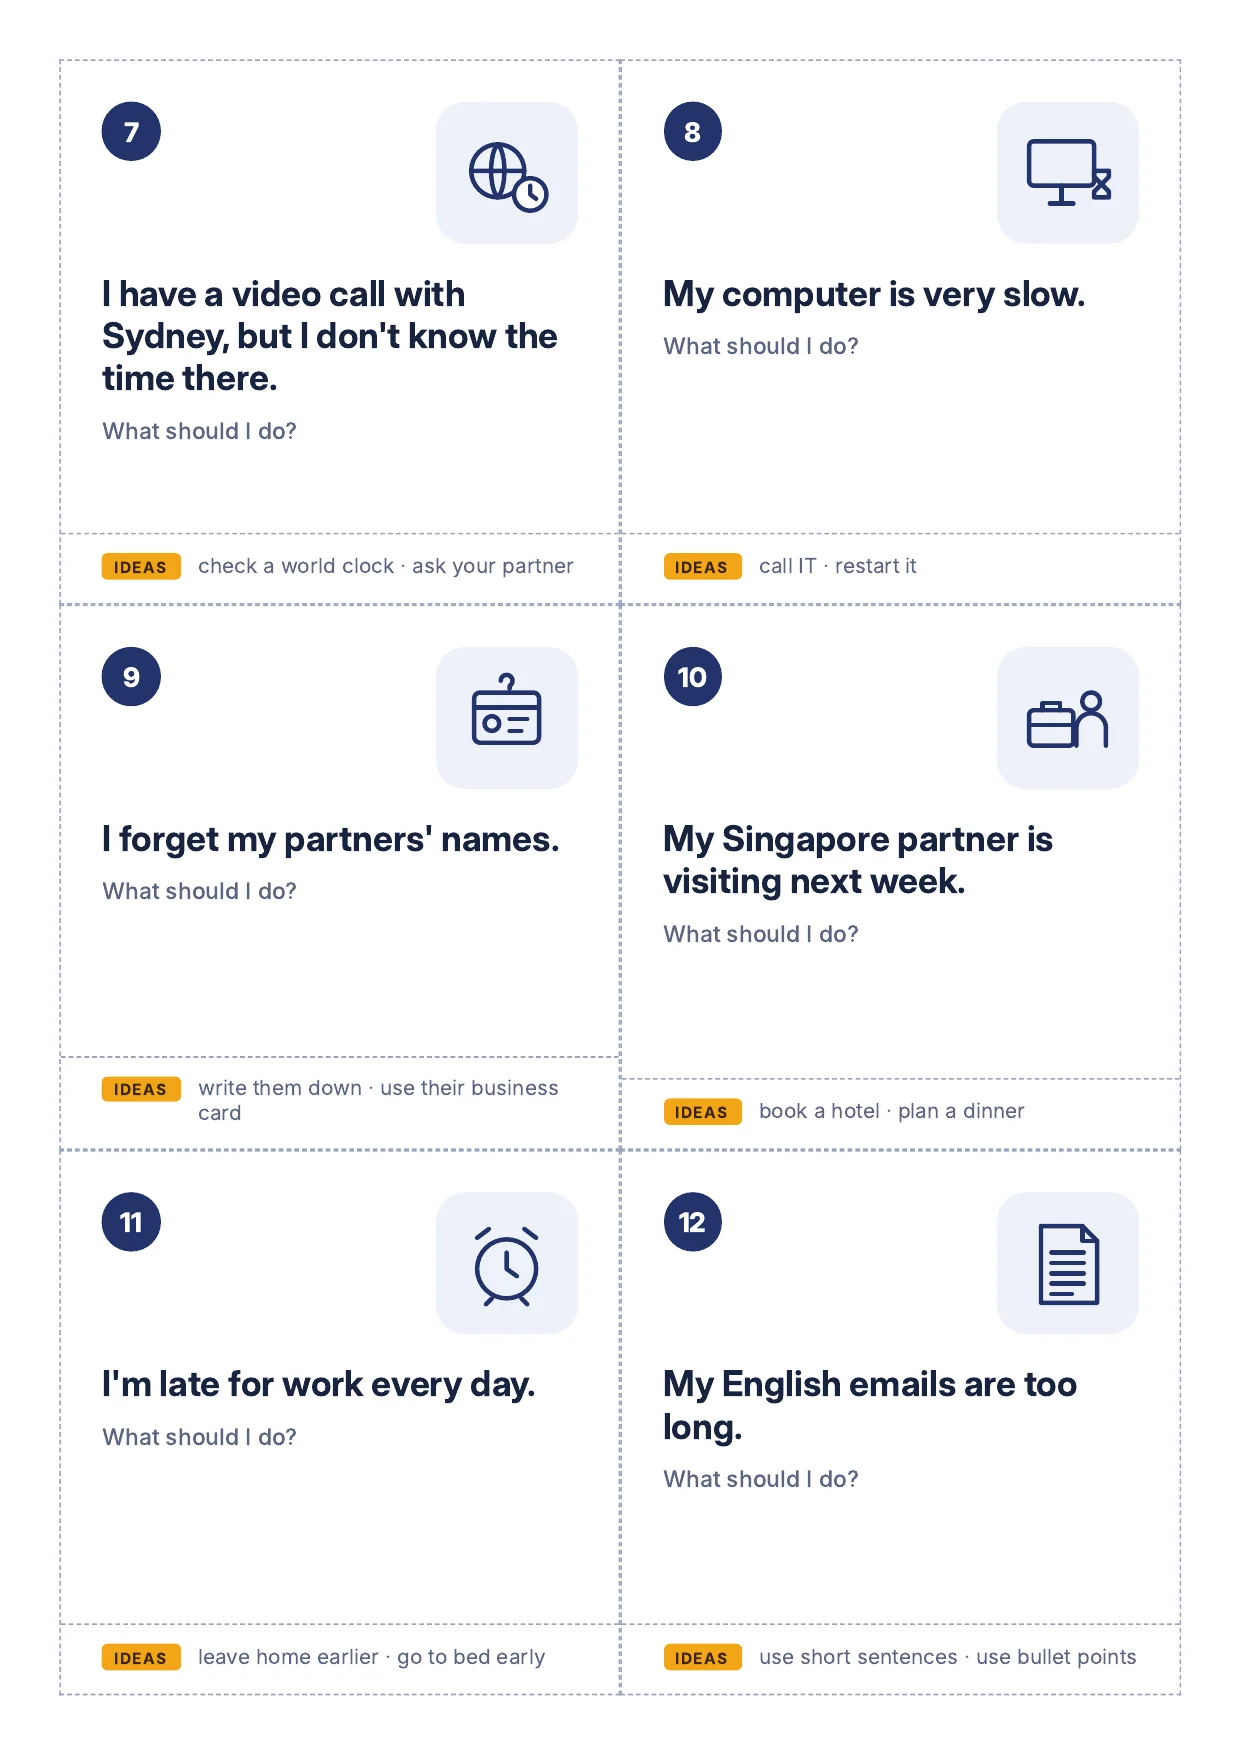 7
I have a video call with
Sydney, but I don't know the
time there.
What should I do?
IDEAS check a world clock · ask your partner
8
My computer is very slow.
What should I do?
IDEAS call IT · restart it
9
I forget my partners' names.
What should I do?
IDEAS write them down · use their business
card
10
My Singapore partner is
visiting next week.
What should I do?
IDEAS book a hotel · plan a dinner
11
I'm late for work every day.
What should I do?
IDEAS leave home earlier · go to bed early
12
My English emails are too
long.
What should I do?
IDEAS use short sentences · use bullet points